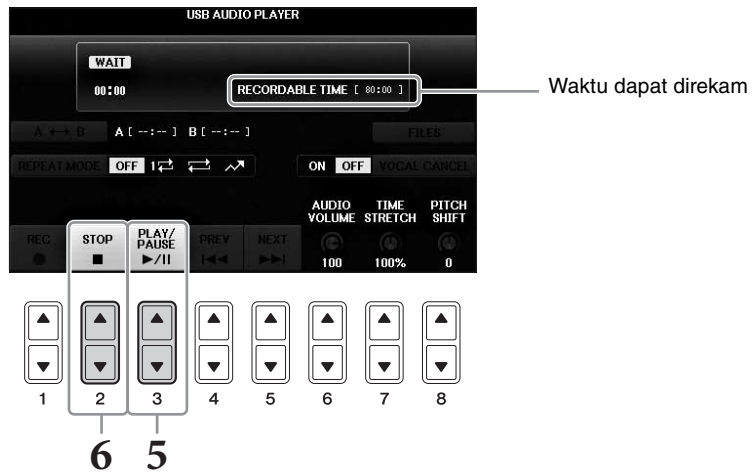 USB AUDIO PLAYER
WAIT
00:00
RECORDABLE TIME [ 80:00 ]
Waktu dapat direkam
A ↔ B A [ --:-- ] B [ --:-- ] FILES
REPEAT MODE OFF 1 ON OFF VOCAL CANCEL
AUDIO VOLUME TIME STRETCH PITCH SHIFT
REC STOP PLAY/PAUSE PREV NEXT
100 100% 0
1 2 3 4 5 6 7 8
6 5